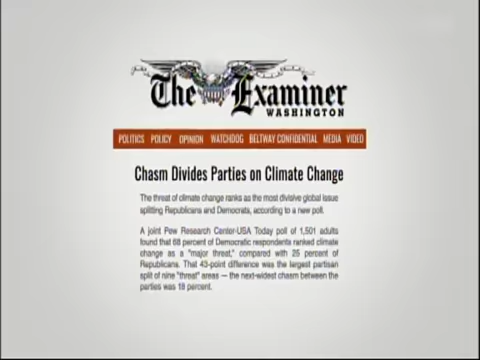 The Examiner
WASHINGTON
POLITICS POLICY OPINION WATCHDOG BELTWAY CONFIDENTIAL MEDIA VIDEO
Chasm Divides Parties on Climate Change
The threat of climate change ranks as the most divisive global issue
splitting Republicans and Democrats, according to a new poll.
A joint Pew Research Center-USA Today poll of 1,501 adults
found that 68 percent of Democratic respondents ranked climate
change as a "major threat," compared with 25 percent of
Republicans. That 43-point difference was the largest partisan
split of nine "threat" areas — the next-widest chasm between the
parties was 18 percent.